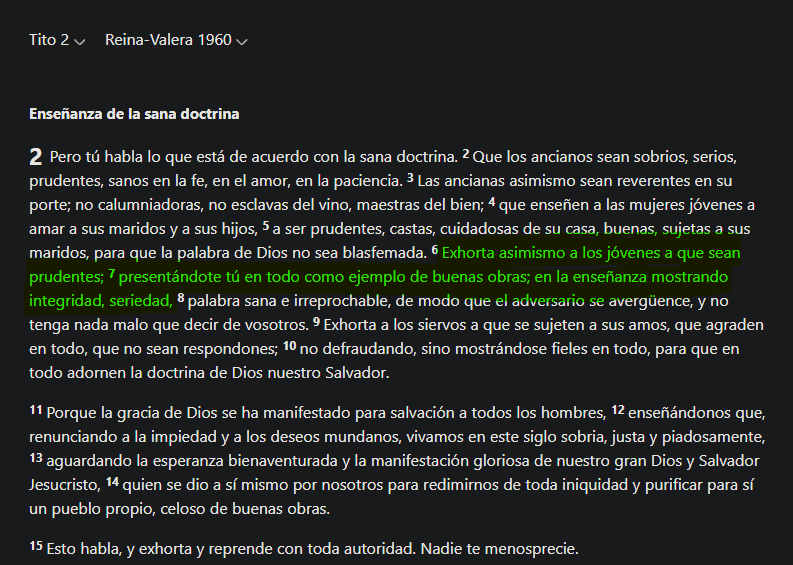 Tito 2 Reina-Valera 1960
Enseñanza de la sana doctrina
2 Pero tú habla lo que está de acuerdo con la sana doctrina. 2 Que los ancianos sean sobrios, serios,
prudentes, sanos en la fe, en el amor, en la paciencia. 3 Las ancianas asimismo sean reverentes en su
porte; no calumniadoras, no esclavas del vino, maestras del bien; 4 que enseñen a las mujeres jóvenes a
amar a sus maridos y a sus hijos, 5 a ser prudentes, castas, cuidadosas de su casa, buenas, sujetas a sus
maridos, para que la palabra de Dios no sea blasfemada. 6 Exhorta asimismo a los jóvenes a que sean
prudentes; 7 presentándote tú en todo como ejemplo de buenas obras; en la enseñanza mostrando
integridad, seriedad, 8 palabra sana e irreprochable, de modo que el adversario se avergüence, y no
tenga nada malo que decir de vosotros. 9 Exhorta a los siervos a que se sujeten a sus amos, que agraden
en todo, que no sean respondones; 10 no defraudando, sino mostrándose fieles en todo, para que en
todo adornen la doctrina de Dios nuestro Salvador.
11 Porque la gracia de Dios se ha manifestado para salvación a todos los hombres, 12 enseñándonos que,
renunciando a la impiedad y a los deseos mundanos, vivamos en este siglo sobria, justa y piadosamente,
13 aguardando la esperanza bienaventurada y la manifestación gloriosa de nuestro gran Dios y Salvador
Jesucristo, 14 quien se dio a sí mismo por nosotros para redimirnos de toda iniquidad y purificar para sí
un pueblo propio, celoso de buenas obras.
15 Esto habla, y exhorta y reprende con toda autoridad. Nadie te menosprecie.